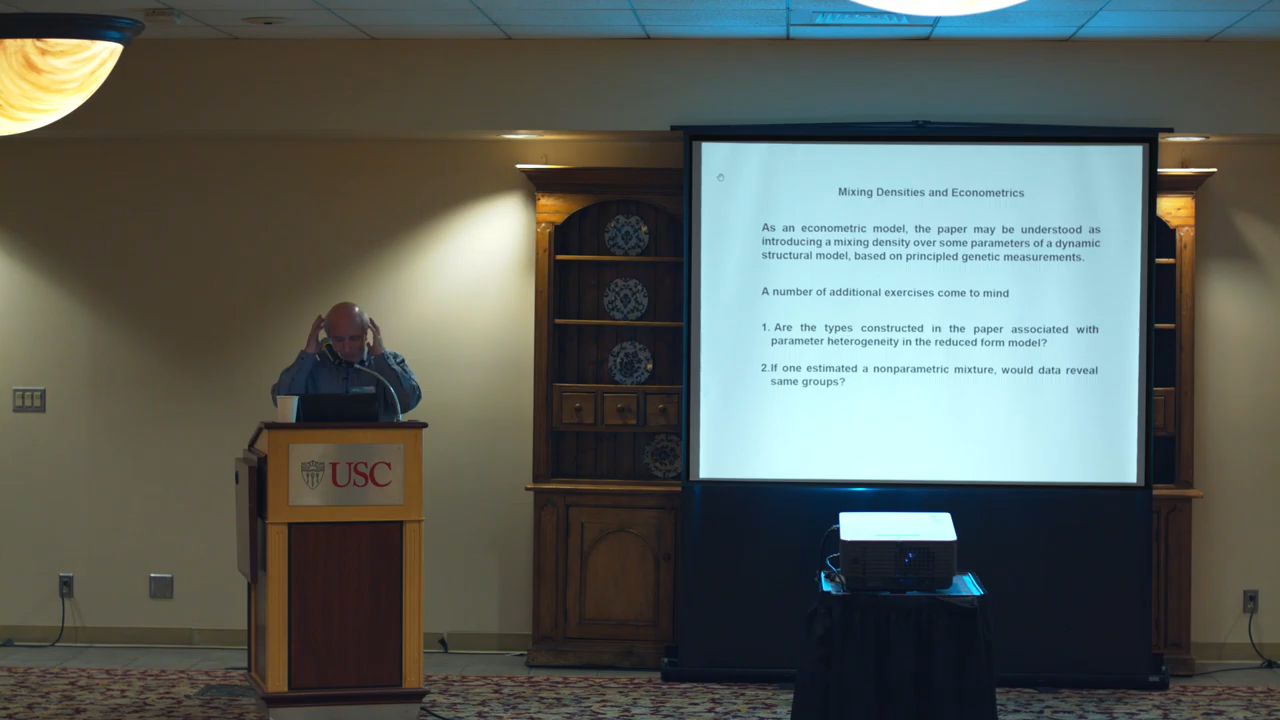 Mixing Densities and Econometrics
As an econometric model, the paper may be understood as
introducing a mixing density over some parameters of a dynamic
structural model, based on principled genetic measurements.
A number of additional exercises come to mind
1. Are the types constructed in the paper associated with
parameter heterogeneity in the reduced form model?
2.If one estimated a nonparametric mixture, would data reveal
same groups?
USC